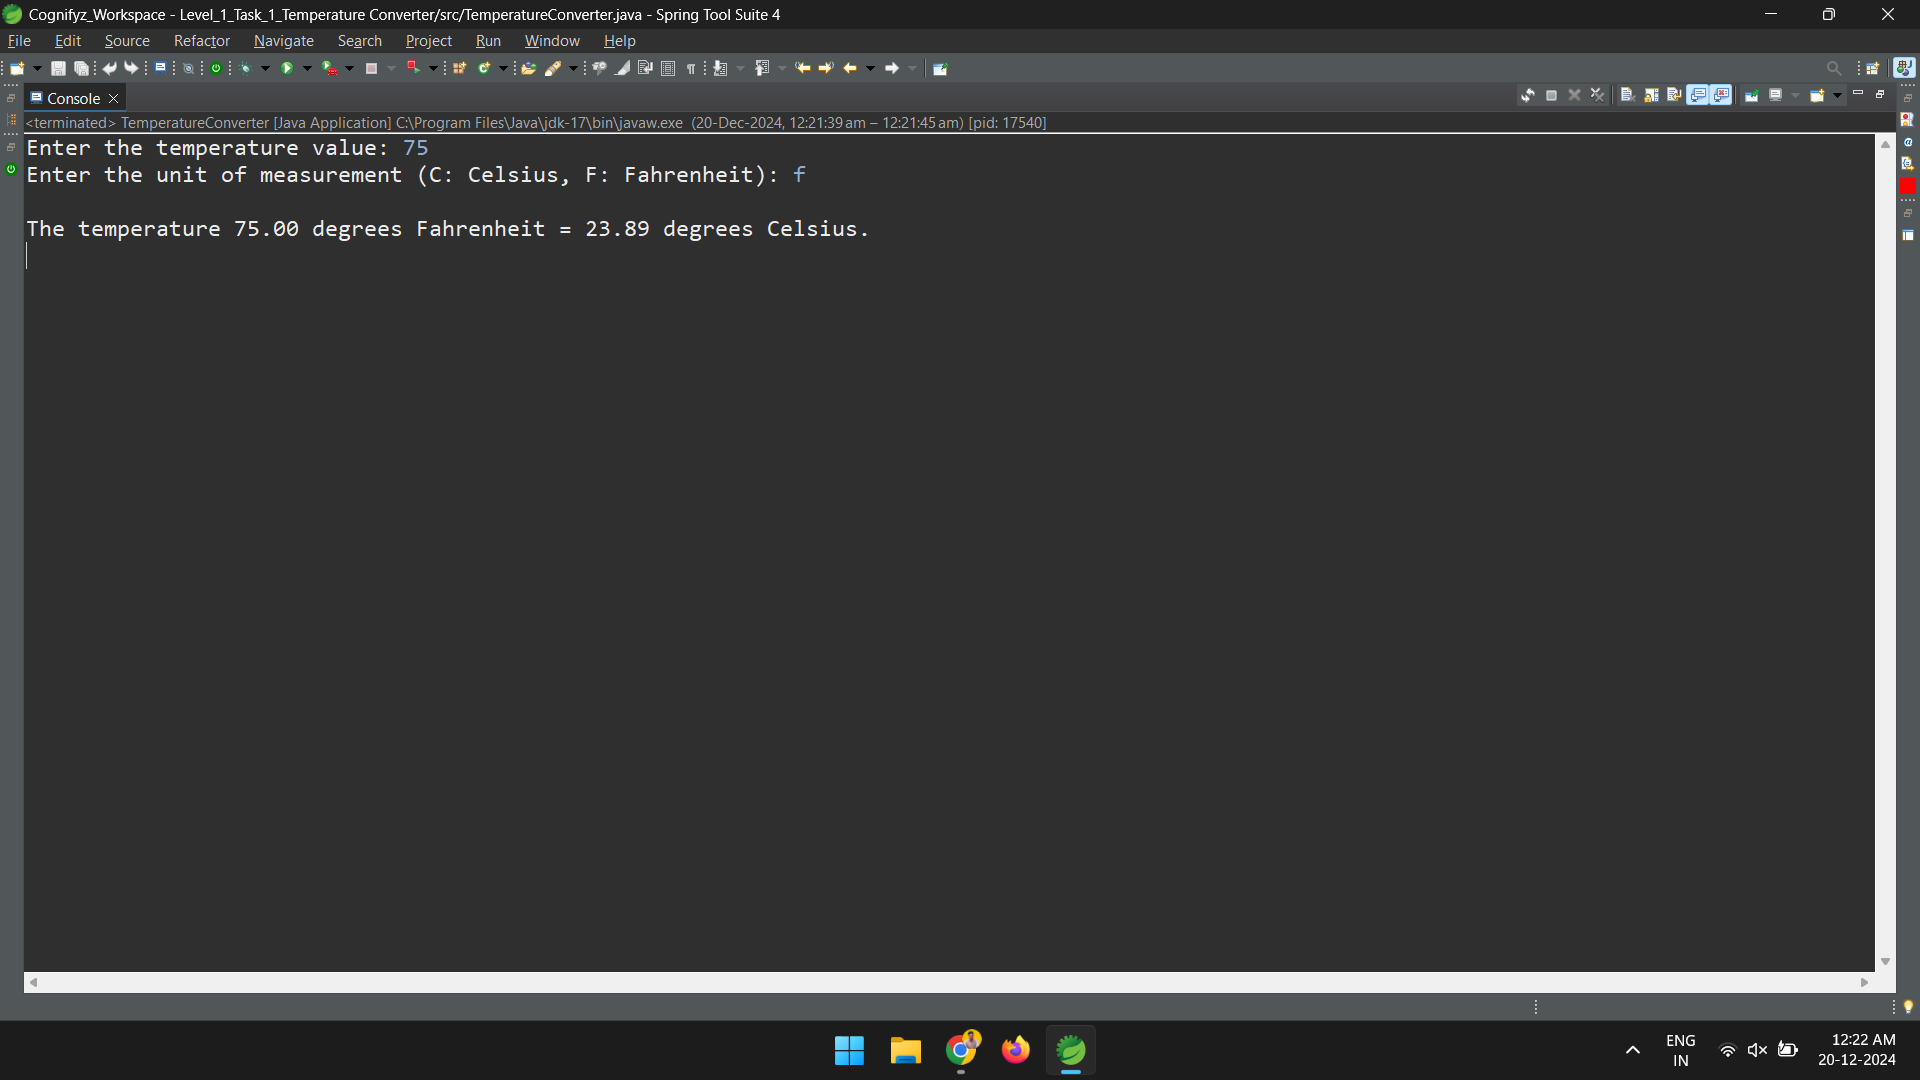 Cognifyz_Workspace - Level_1_Task_1_Temperature Converter/src/TemperatureConverter.java - Spring Tool Suite 4
File Edit Source Refactor Navigate Search Project Run Window Help
Console
<terminated> TemperatureConverter [Java Application] C:\Program Files\Java\jdk-17\bin\javaw.exe (20-Dec-2024, 12:21:39 am – 12:21:45 am) [pid: 17540]
Enter the temperature value: 75
Enter the unit of measurement (C: Celsius, F: Fahrenheit): f
The temperature 75.00 degrees Fahrenheit = 23.89 degrees Celsius.
ENG
IN
12:22 AM
20-12-2024